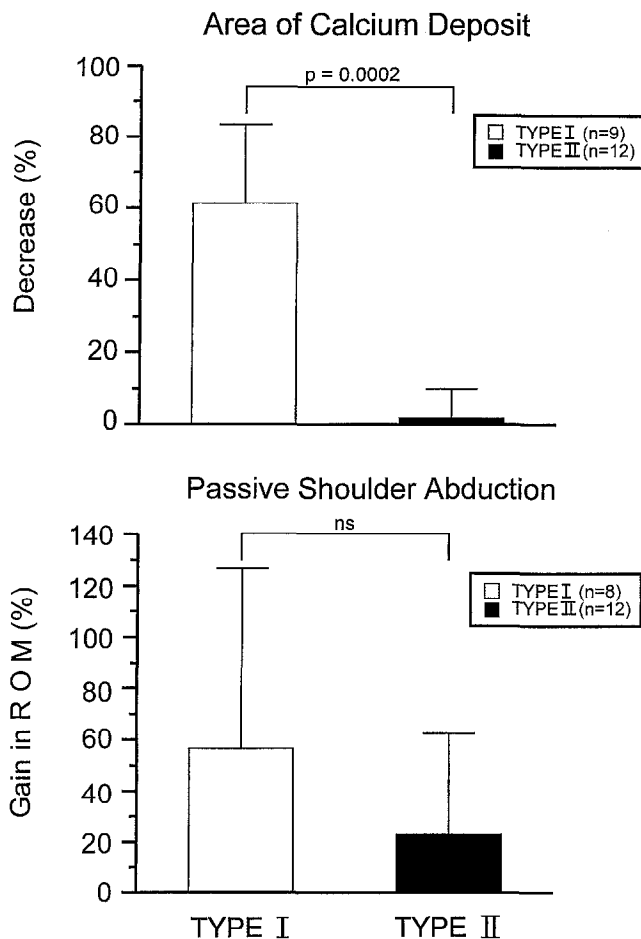 Area of Calcium Deposit
100
80
60
40
20
0
Decrease (%)
p = 0.0002
TYPE I (n=9)
TYPE II (n=12)
Passive Shoulder Abduction
140
120
100
80
60
40
20
0
Gain in R O M (%)
ns
TYPE I (n=8)
TYPE II (n=12)
TYPE I TYPE II